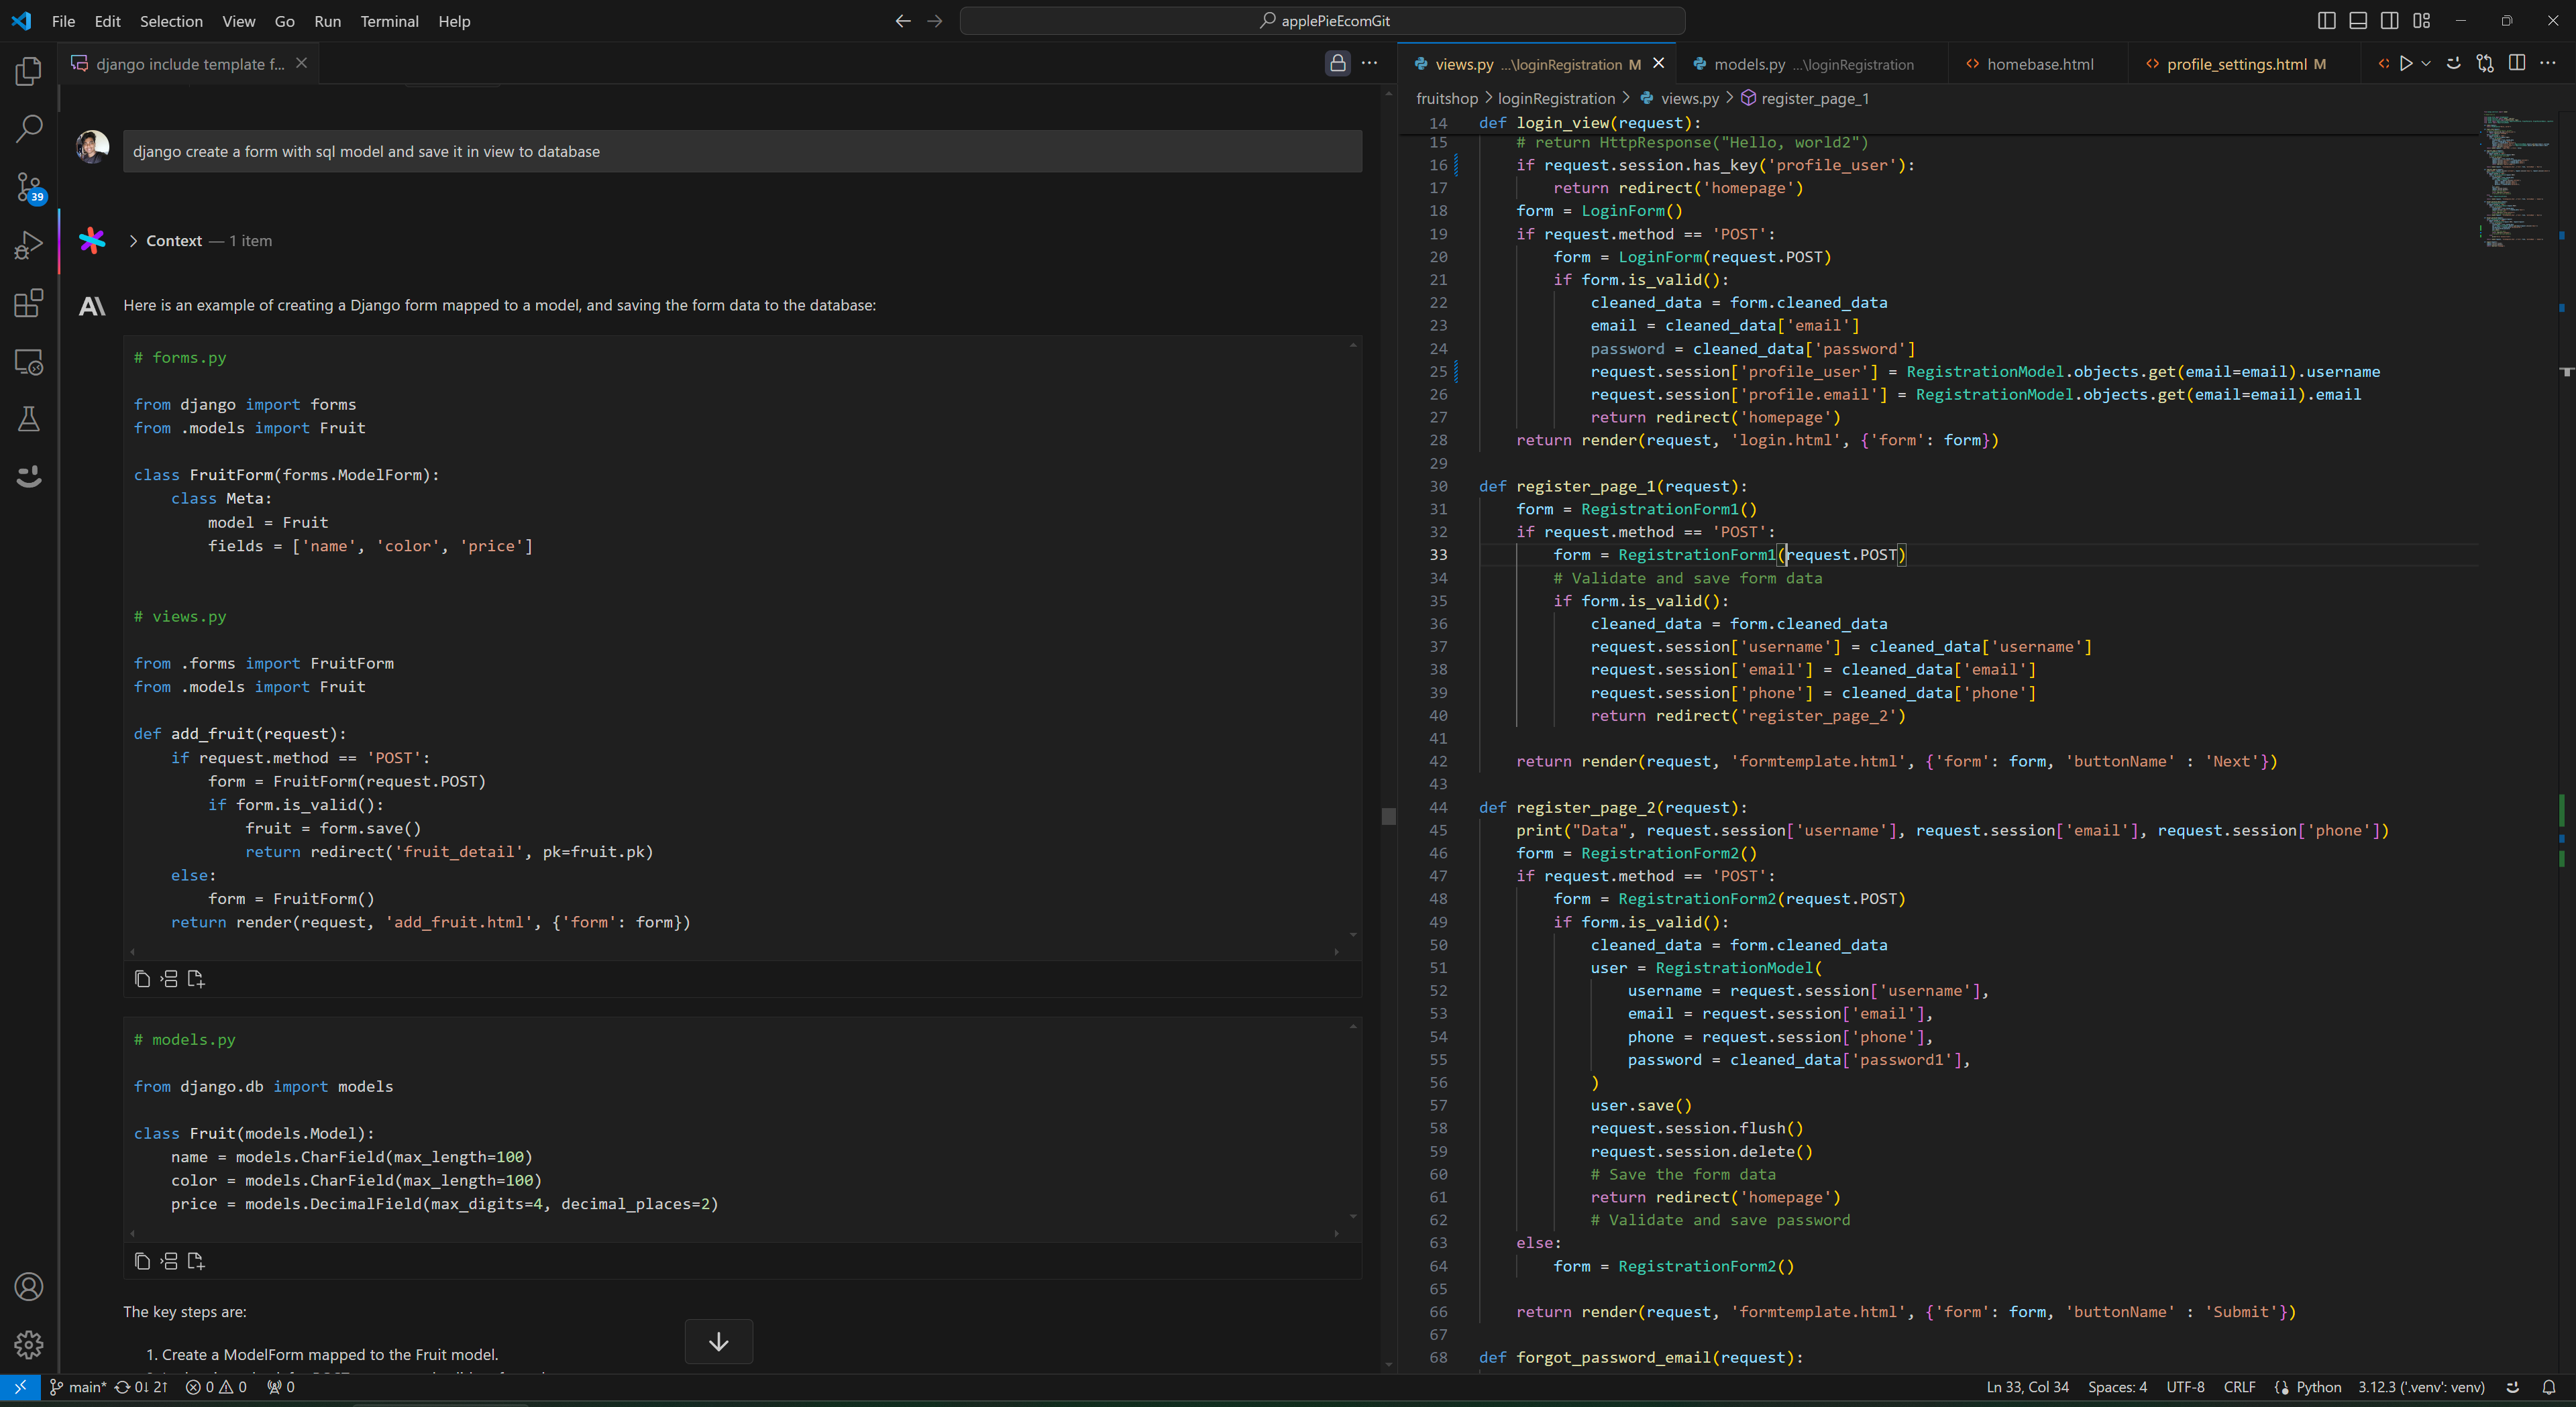 File Edit Selection View Go Run Terminal Help
applePieEcomGit
django include template f...
django create a form with sql model and save it in view to database
39
Context — 1 item
Here is an example of creating a Django form mapped to a model, and saving the form data to the database:
# forms.py
from django import forms
from .models import Fruit
class FruitForm(forms.ModelForm):
class Meta:
model = Fruit
fields = ['name', 'color', 'price']
# views.py
from .forms import FruitForm
from .models import Fruit
def add_fruit(request):
if request.method == 'POST':
form = FruitForm(request.POST)
if form.is_valid():
fruit = form.save()
return redirect('fruit_detail', pk=fruit.pk)
else:
form = FruitForm()
return render(request, 'add_fruit.html', {'form': form})
# models.py
from django.db import models
class Fruit(models.Model):
name = models.CharField(max_length=100)
color = models.CharField(max_length=100)
price = models.DecimalField(max_digits=4, decimal_places=2)
The key steps are:
1. Create a ModelForm mapped to the Fruit model.
views.py ...\loginRegistration M models.py ...\loginRegistration homebase.html profile_settings.html M
fruitshop > loginRegistration > views.py > register_page_1
14 def login_view(request):
15 # return HttpResponse("Hello, world2")
16 if request.session.has_key('profile_user'):
17 return redirect('homepage')
18 form = LoginForm()
19 if request.method == 'POST':
20 form = LoginForm(request.POST)
21 if form.is_valid():
22 cleaned_data = form.cleaned_data
23 email = cleaned_data['email']
24 password = cleaned_data['password']
25 request.session['profile_user'] = RegistrationModel.objects.get(email=email).username
26 request.session['profile.email'] = RegistrationModel.objects.get(email=email).email
27 return redirect('homepage')
28 return render(request, 'login.html', {'form': form})
29
30 def register_page_1(request):
31 form = RegistrationForm1()
32 if request.method == 'POST':
33 form = RegistrationForm1(request.POST)
34 # Validate and save form data
35 if form.is_valid():
36 cleaned_data = form.cleaned_data
37 request.session['username'] = cleaned_data['username']
38 request.session['email'] = cleaned_data['email']
39 request.session['phone'] = cleaned_data['phone']
40 return redirect('register_page_2')
41
42 return render(request, 'formtemplate.html', {'form': form, 'buttonName' : 'Next'})
43
44 def register_page_2(request):
45 print("Data", request.session['username'], request.session['email'], request.session['phone'])
46 form = RegistrationForm2()
47 if request.method == 'POST':
48 form = RegistrationForm2(request.POST)
49 if form.is_valid():
50 cleaned_data = form.cleaned_data
51 user = RegistrationModel(
52 username = request.session['username'],
53 email = request.session['email'],
54 phone = request.session['phone'],
55 password = cleaned_data['password1'],
56 )
57 user.save()
58 request.session.flush()
59 request.session.delete()
60 # Save the form data
61 return redirect('homepage')
62 # Validate and save password
63 else:
64 form = RegistrationForm2()
65
66 return render(request, 'formtemplate.html', {'form': form, 'buttonName' : 'Submit'})
67
68 def forgot_password_email(request):
main* 0↓ 2↑ 0 0 0
Ln 33, Col 34 Spaces: 4 UTF-8 CRLF Python 3.12.3 ('.venv': venv)